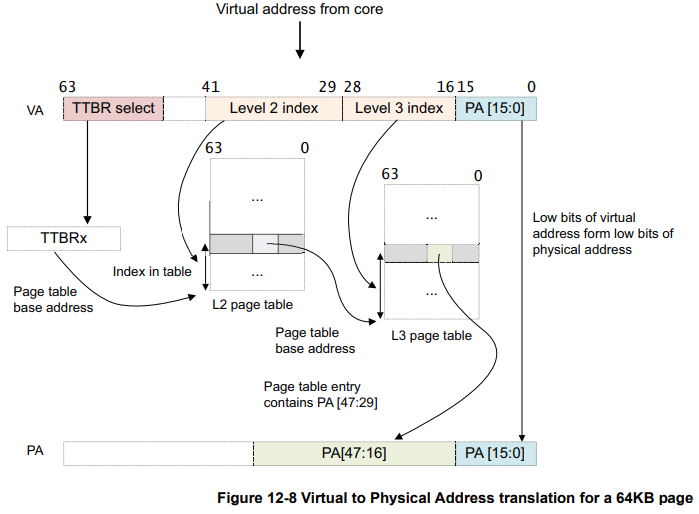 Virtual address from core
63 41 29 28 16 15 0
VA TTBR select Level 2 index Level 3 index PA [15:0]
63 0
63 0
...
...
TTBRx
Low bits of virtual
address form low bits of
physical address
Index in table
...
...
Page table
base address
L2 page table
Page table
base address
L3 page table
Page table entry
contains PA [47:29]
PA PA[47:16] PA [15:0]
Figure 12-8 Virtual to Physical Address translation for a 64KB page